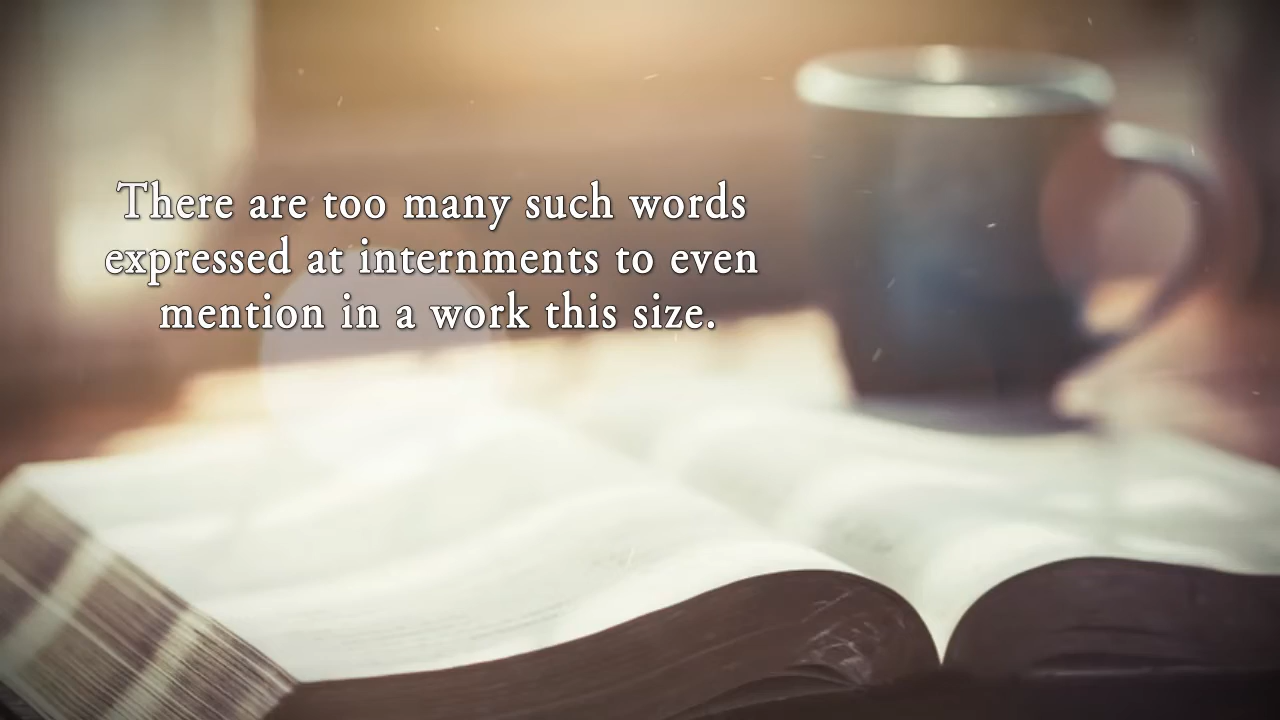 There are too many such words
expressed at internments to even
mention in a work this size.